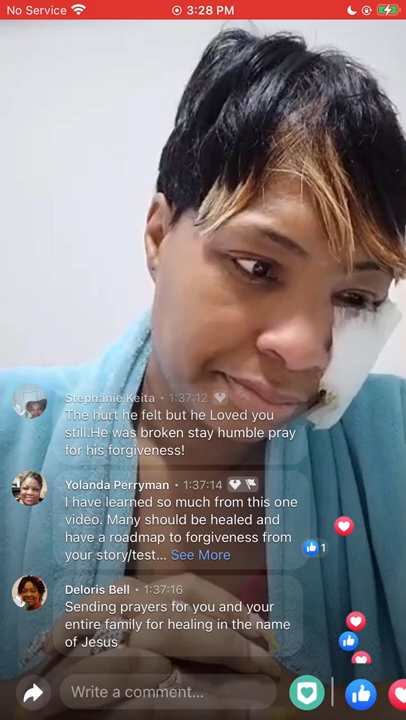 No Service 3:28 PM
Stephanie Keita · 1:37:12
The hurt he felt but he Loved you
still.He was broken stay humble pray
for his forgiveness!
Yolanda Perryman · 1:37:14
I have learned so much from this one
video. Many should be healed and
have a roadmap to forgiveness from
your story/test... See More
1
Deloris Bell · 1:37:16
Sending prayers for you and your
entire family for healing in the name
of Jesus
Write a comment...